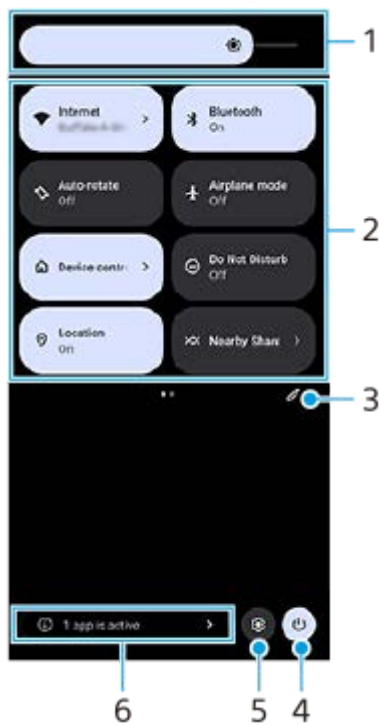 1
Internet
Bluetooth
On
Auto-rotate
Off
Airplane mode
Off
2
Device contr
Do Not Disturb
Off
Location
On
Nearby Share
3
1 app is active
6
5
4